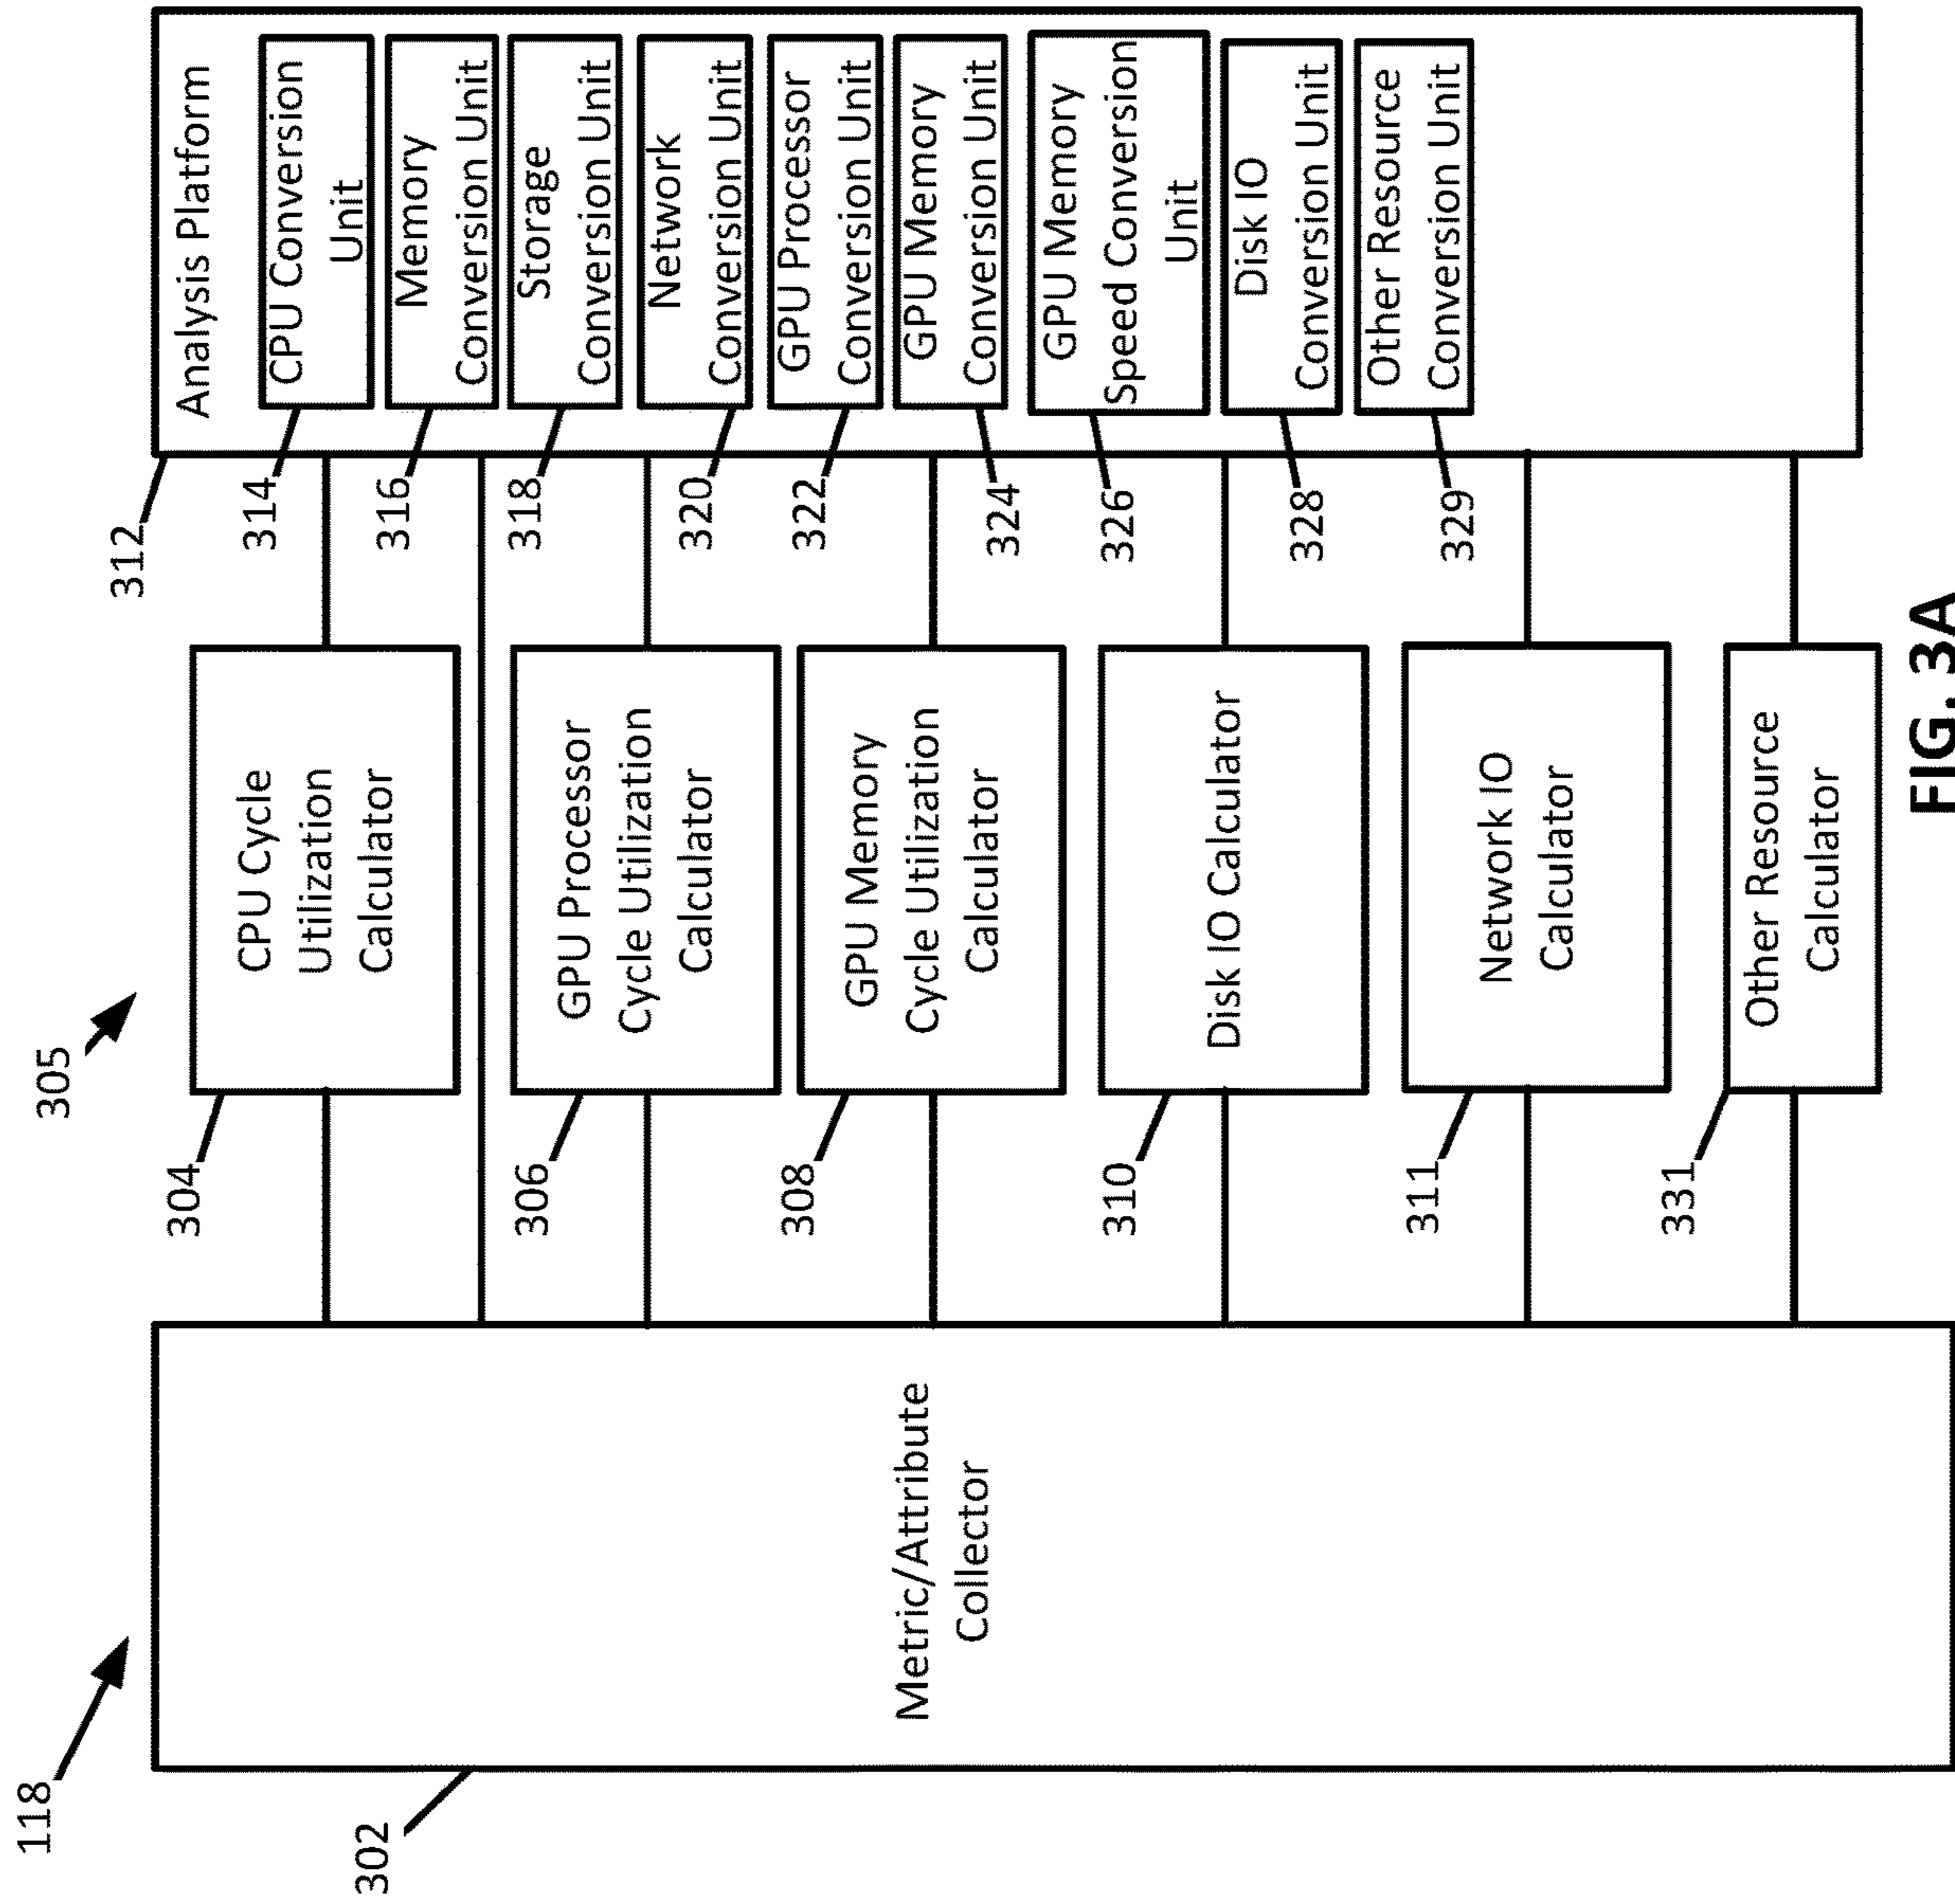 118
305
302
Metric/Attribute
Collector
304
CPU Cycle
Utilization
Calculator
306
GPU Processor
Cycle Utilization
Calculator
308
GPU Memory
Cycle Utilization
Calculator
310
Disk IO Calculator
311
Network IO
Calculator
331
Other Resource
Calculator
312
Analysis Platform
314
CPU Conversion
Unit
316
Memory
Conversion Unit
318
Storage
Conversion Unit
320
Network
Conversion Unit
322
GPU Processor
Conversion Unit
324
GPU Memory
Conversion Unit
326
GPU Memory
Speed Conversion
Unit
328
Disk IO
Conversion Unit
329
Other Resource
Conversion Unit
FIG. 3A